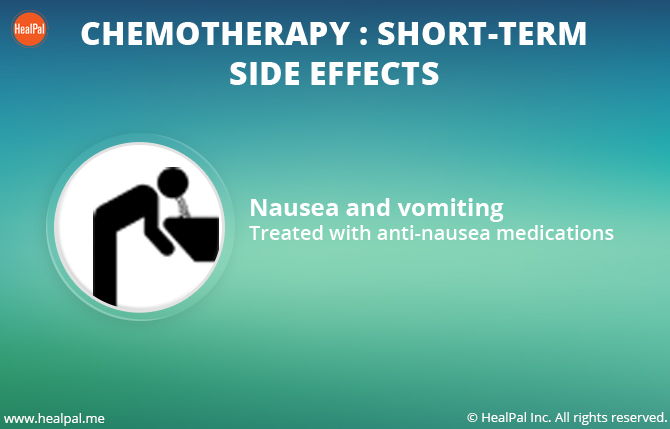 HealPal
CHEMOTHERAPY : SHORT-TERM
SIDE EFFECTS
Nausea and vomiting
Treated with anti-nausea medications
www.healpal.me
© HealPal Inc. All rights reserved.